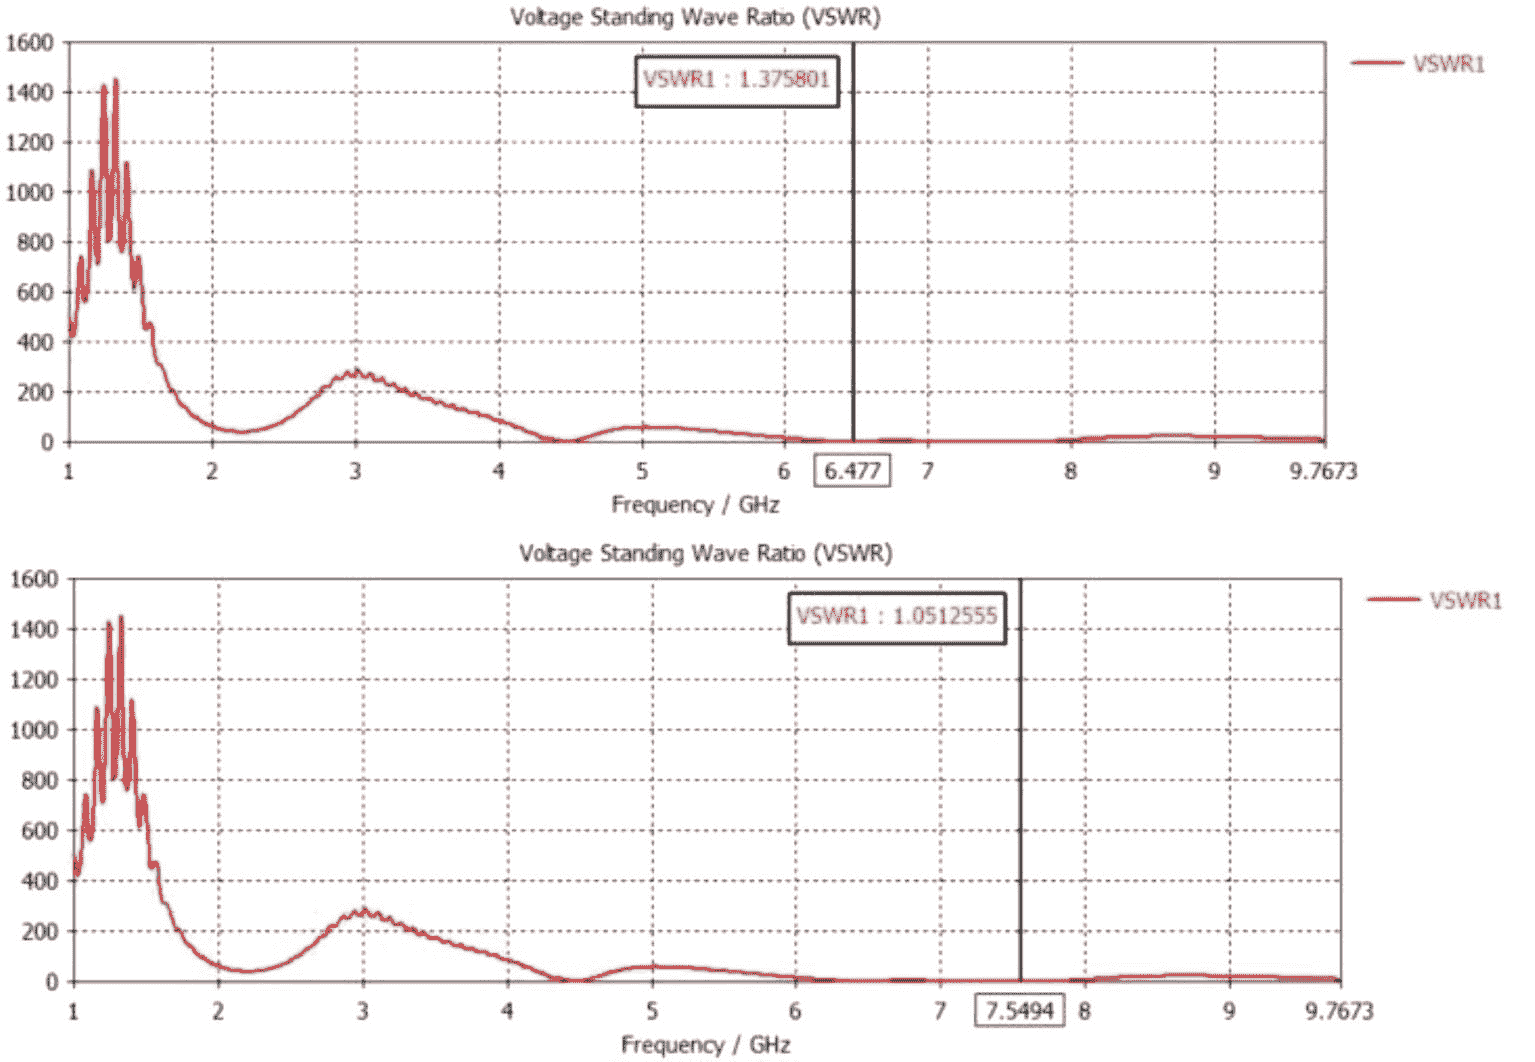 Voltage Standing Wave Ratio (VSWR)
1600
1400
1200
1000
800
600
400
200
0
VSWR1 : 1.375801
VSWR1
1 2 3 4 5 6 6.477 7 8 9 9.7673
Frequency / GHz
Voltage Standing Wave Ratio (VSWR)
1600
1400
1200
1000
800
600
400
200
0
VSWR1 : 1.0512555
VSWR1
1 2 3 4 5 6 7 7.5494 8 9 9.7673
Frequency / GHz